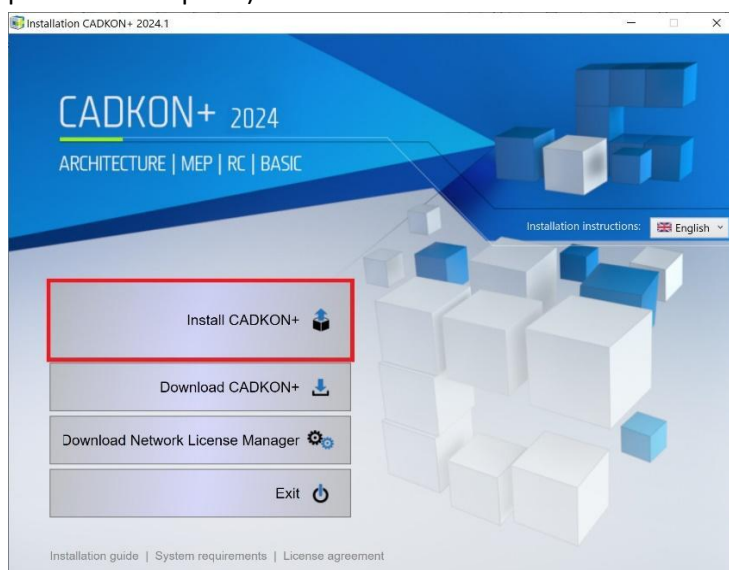 Installation CADKON+ 2024.1
CADKON+ 2024
ARCHITECTURE | MEP | RC | BASIC
Installation instructions: English
Install CADKON+
Download CADKON+
Download Network License Manager
Exit
Installation guide | System requirements | License agreement